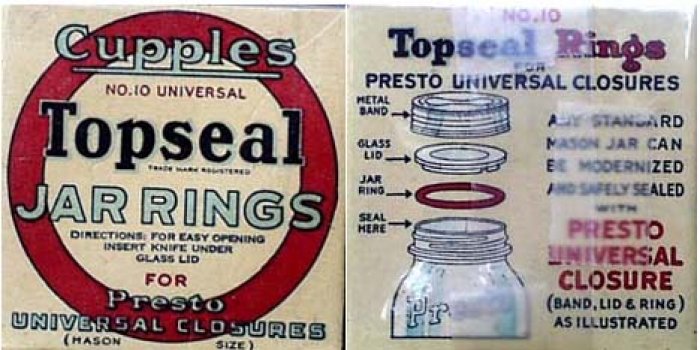 Cupples
NO.10 UNIVERSAL
Topseal
TRADE MARK REGISTERED
JAR RINGS
DIRECTIONS: FOR EASY OPENING
INSERT KNIFE UNDER
GLASS LID
FOR
Presto
UNIVERSAL CLOSURES
(MASON SIZE)
NO.10
Topseal Rings
FOR
PRESTO UNIVERSAL CLOSURES
METAL
BAND
GLASS
LID
JAR
RING
SEAL
HERE
Pr
ANY STANDARD
MASON JAR CAN
BE MODERNIZED
AND SAFELY SEALED
WITH
PRESTO
UNIVERSAL
CLOSURE
(BAND, LID & RING)
AS ILLUSTRATED